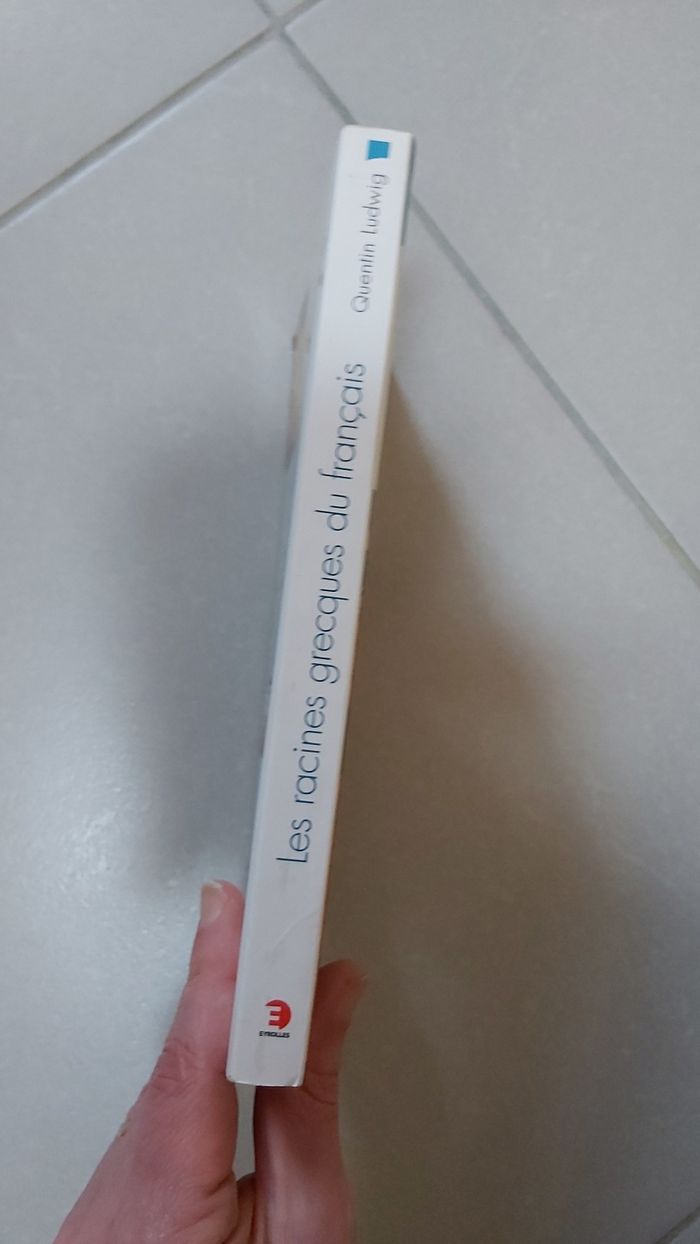 Quentin Ludwig
Les racines grecques du français
EYROLLES